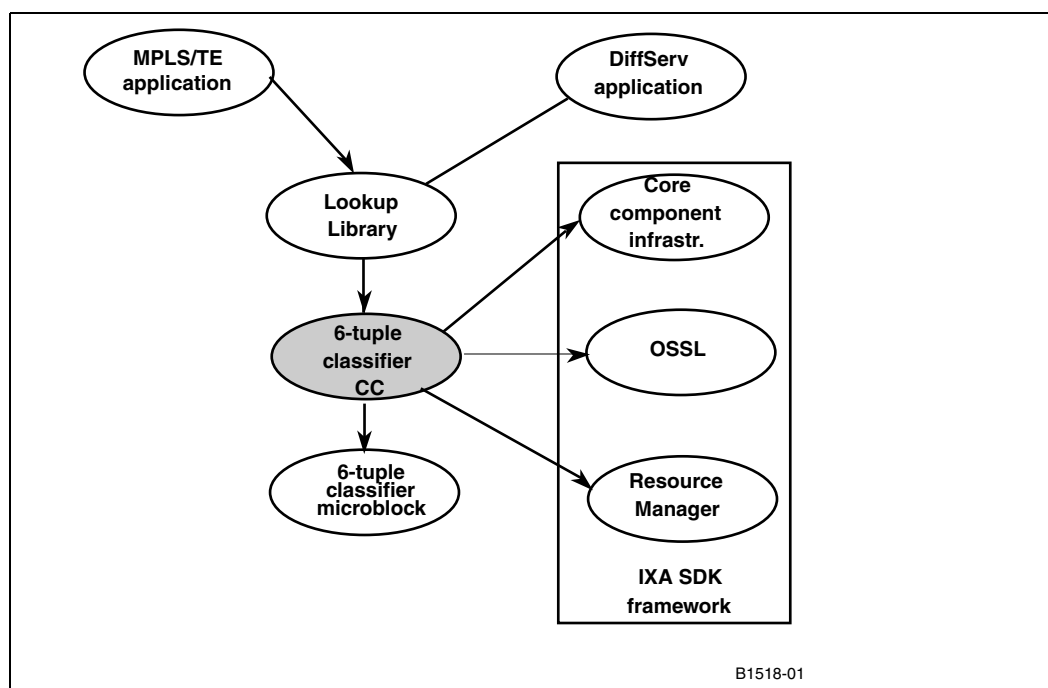 MPLS/TE
application
DiffServ
application
Lookup
Library
Core
component
infrastr.
6-tuple
classifier
CC
OSSL
6-tuple
classifier
microblock
Resource
Manager
IXA SDK
framework
B1518-01